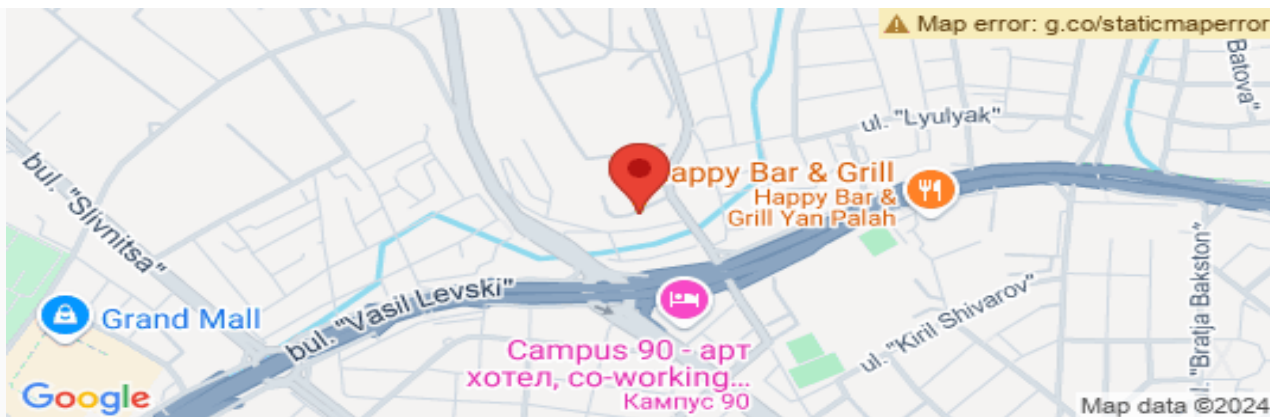 Map error: g.co/staticmaperror
Batova"
ul. "Lyulyak"
appy Bar & Grill
Happy Bar &
Grill Yan Palah
bul. "Slivnitsa"
bul. "Vasil Levski"
Grand Mall
ul. "Kiril Shivarov"
l. "Bratja Bakston"
Campus 90 - арт
хотел, co-working...
Кампус 90
Google
Map data ©2024